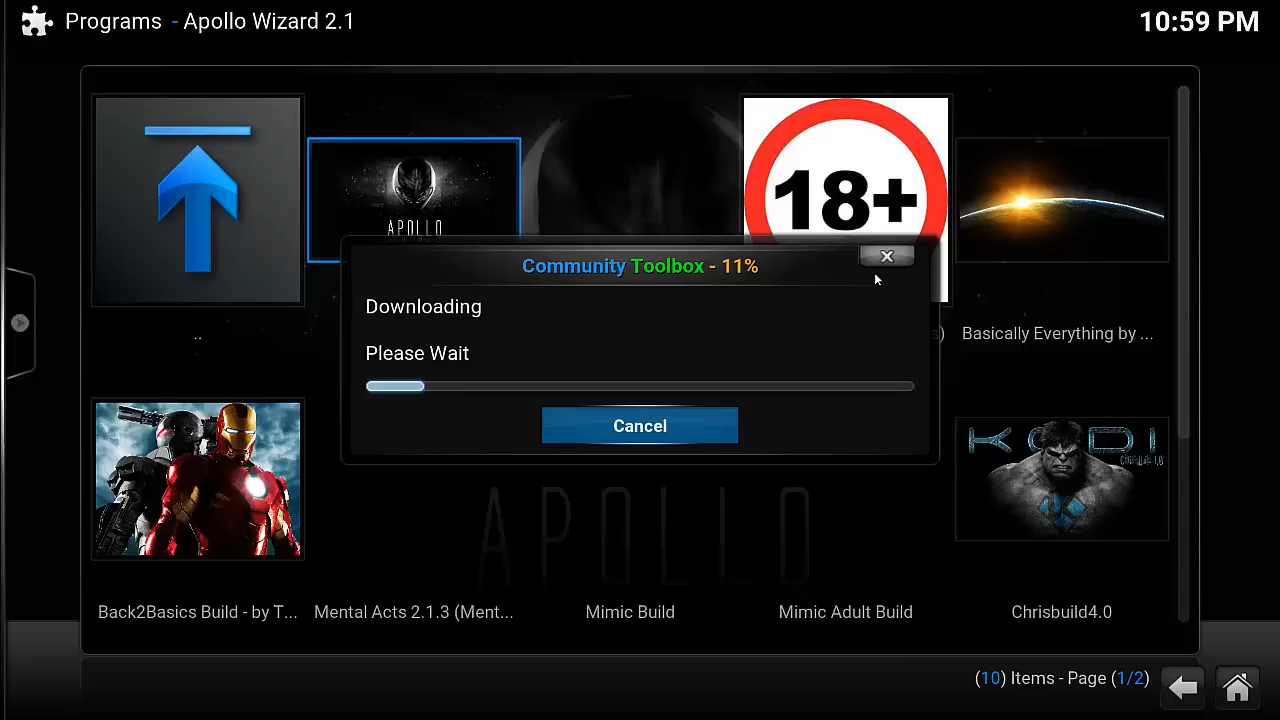 Programs - Apollo Wizard 2.1
10:59 PM
APOLLO
18+
Community Toolbox - 11%
Downloading
Please Wait
Cancel
..
s)
Basically Everything by ...
KODI
Back2Basics Build - by T...
Mental Acts 2.1.3 (Ment...
Mimic Build
Mimic Adult Build
Chrisbuild4.0
APOLLO
(10) Items - Page (1/2)